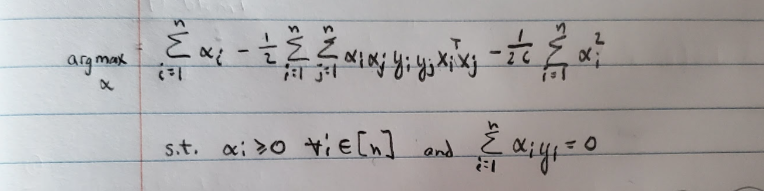 argmax_α Σ_{i=1}^{n} α_i - 1/2 Σ_{i=1}^{n} Σ_{j=1}^{n} α_i α_j y_i y_j x_i^T x_j - 1/2C Σ_{i=1}^{n} α_i^2
s.t. α_i ≥ 0 ∀i ∈ [n] and Σ_{i=1}^{n} α_i y_i = 0